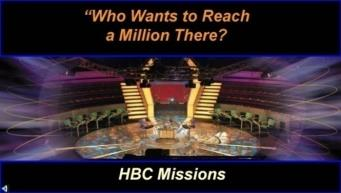 “Who Wants to Reach
a Million There?
HBC Missions